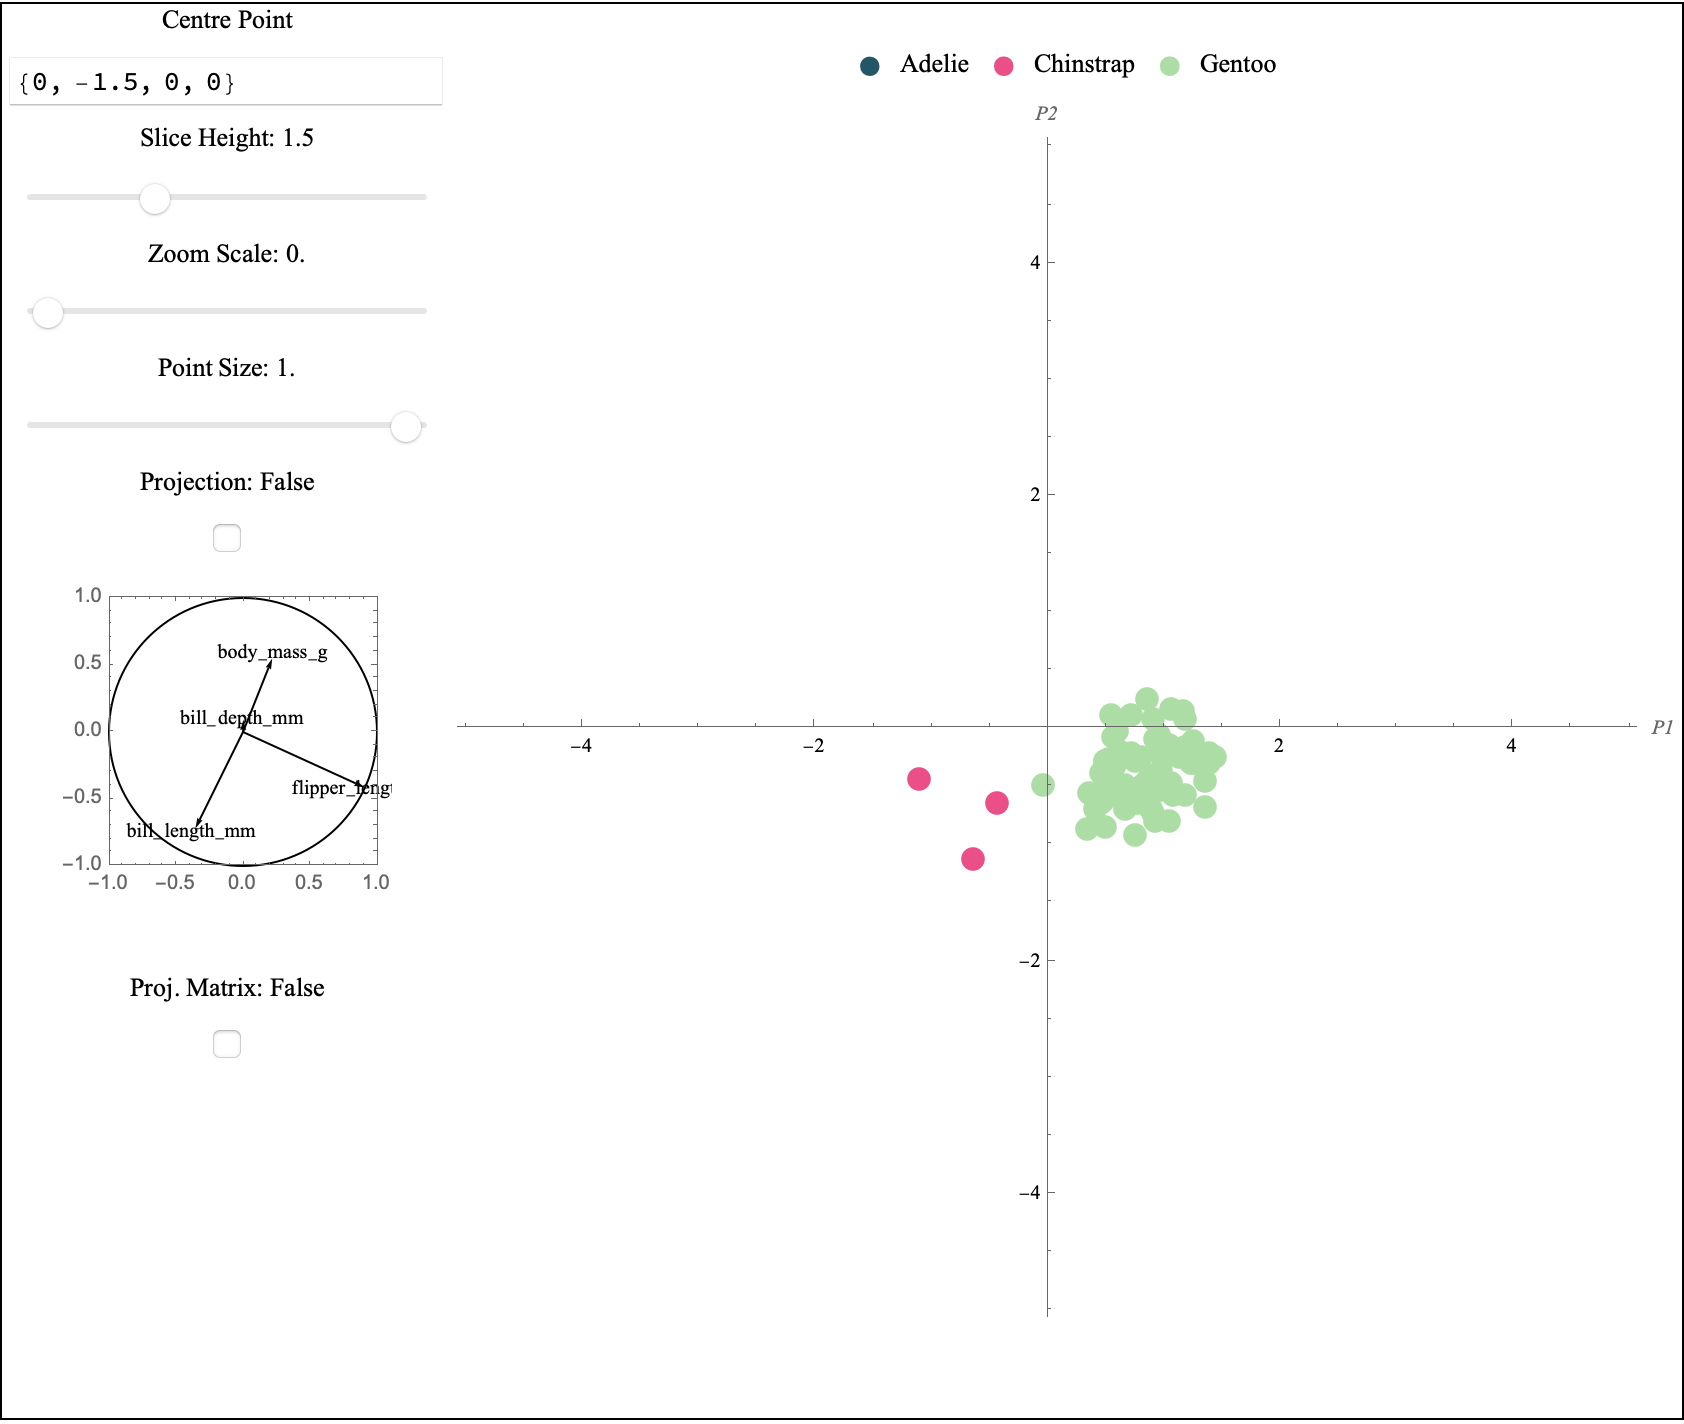 Centre Point
{0, -1.5, 0, 0}
Slice Height: 1.5
Zoom Scale: 0.
Point Size: 1.
Projection: False
1.0
0.5
0.0
−0.5
−1.0
−1.0 −0.5 0.0 0.5 1.0
body_mass_g
bill_depth_mm
flipper_lengt
bill_length_mm
Proj. Matrix: False
Adelie Chinstrap Gentoo
P2
4
2
−4 −2 2 4
P1
−2
−4